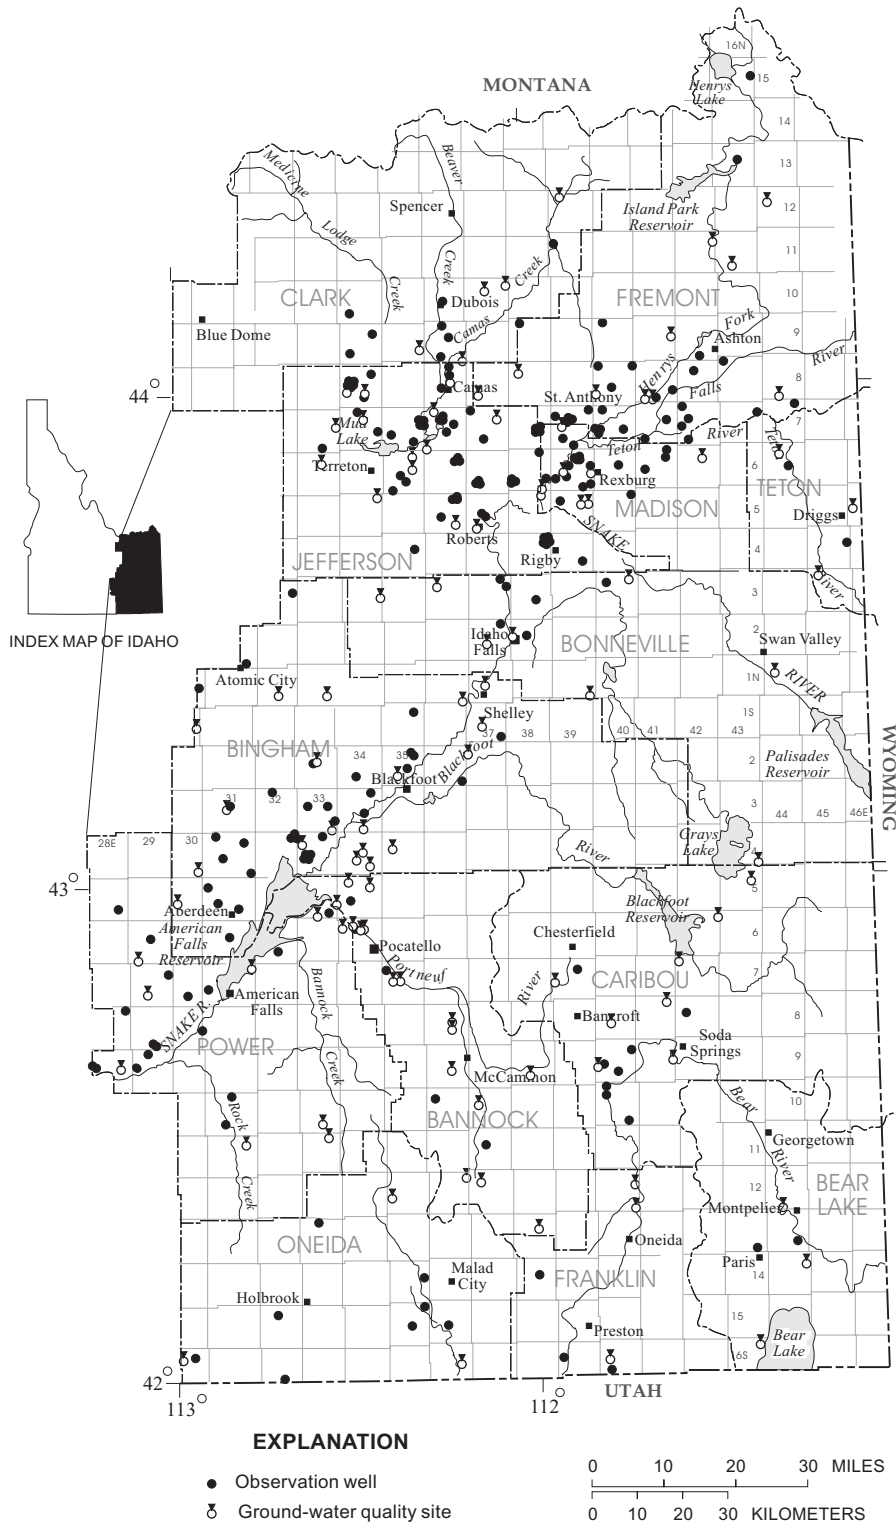 MONTANA
16N
15
Henrys
Lake
14
13
12
Island Park
Reservoir
11
10
9
8
7
6
5
4
3
2
1N
1S
2
3
4
5
6
7
8
9
10
11
12
14
15
16S
Medicine
Lodge
Creek
Beaver
Creek
Spencer
CLARK
Dubois
Camas
Creek
Blue Dome
FREMONT
Fork
Ashton
Henrys
Falls
River
44
Camas
St. Anthony
Mud
Lake
Terreton
Teton
River
Rexburg
MADISON
TETON
Teton
Driggs
River
SNAKE
Roberts
Rigby
JEFFERSON
INDEX MAP OF IDAHO
Idaho
Falls
BONNEVILLE
Swan Valley
RIVER
Atomic City
Shelley
BINGHAM
34
35
37
38
39
40
41
42
43
44
45
46E
Blackfoot
Blackfoot
Palisades
Reservoir
WYOMING
31
32
33
28E
29
30
Grays
Lake
River
43
Aberdeen
American
Falls
Reservoir
Blackfoot
Reservoir
Chesterfield
Pocatello
Portneuf
River
CARIBOU
American
Falls
Bannock
Creek
Bancroft
SNAKE R.
POWER
Soda
Springs
McCammon
BANNOCK
Rock
Creek
Bear
River
Georgetown
BEAR
LAKE
Montpelier
ONEIDA
Oneida
Paris
Malad
City
FRANKLIN
Holbrook
Preston
Bear
Lake
42
113
112
UTAH
EXPLANATION
Observation well
Ground-water quality site
0 10 20 30 MILES
0 10 20 30 KILOMETERS